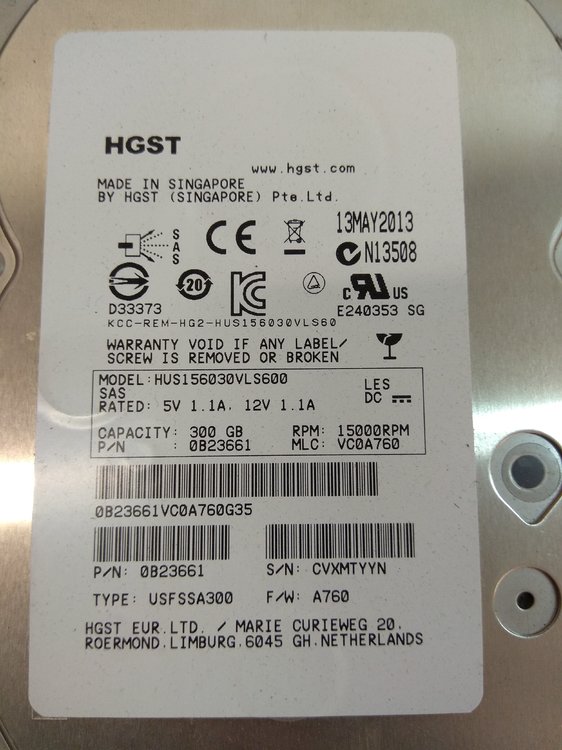 HGST
www.hgst.com
MADE IN SINGAPORE
BY HGST (SINGAPORE) Pte.Ltd.
13MAY2013
SAS
CE
N13508
D33373
20
c RU US
E240353 SG
KCC-REM-HG2-HUS156030VLS60
WARRANTY VOID IF ANY LABEL/
SCREW IS REMOVED OR BROKEN
MODEL:HUS156030VLS600
SAS
LES
RATED: 5V 1.1A, 12V 1.1A
DC
CAPACITY: 300 GB RPM: 15000RPM
P/N : 0B23661 MLC: VC0A760
0B23661VC0A760G35
P/N: 0B23661 S/N: CVXMTYYN
TYPE: USFSSA300 F/W: A760
HGST EUR.LTD. / MARIE CURIEWEG 20,
ROERMOND,LIMBURG,6045 GH,NETHERLANDS